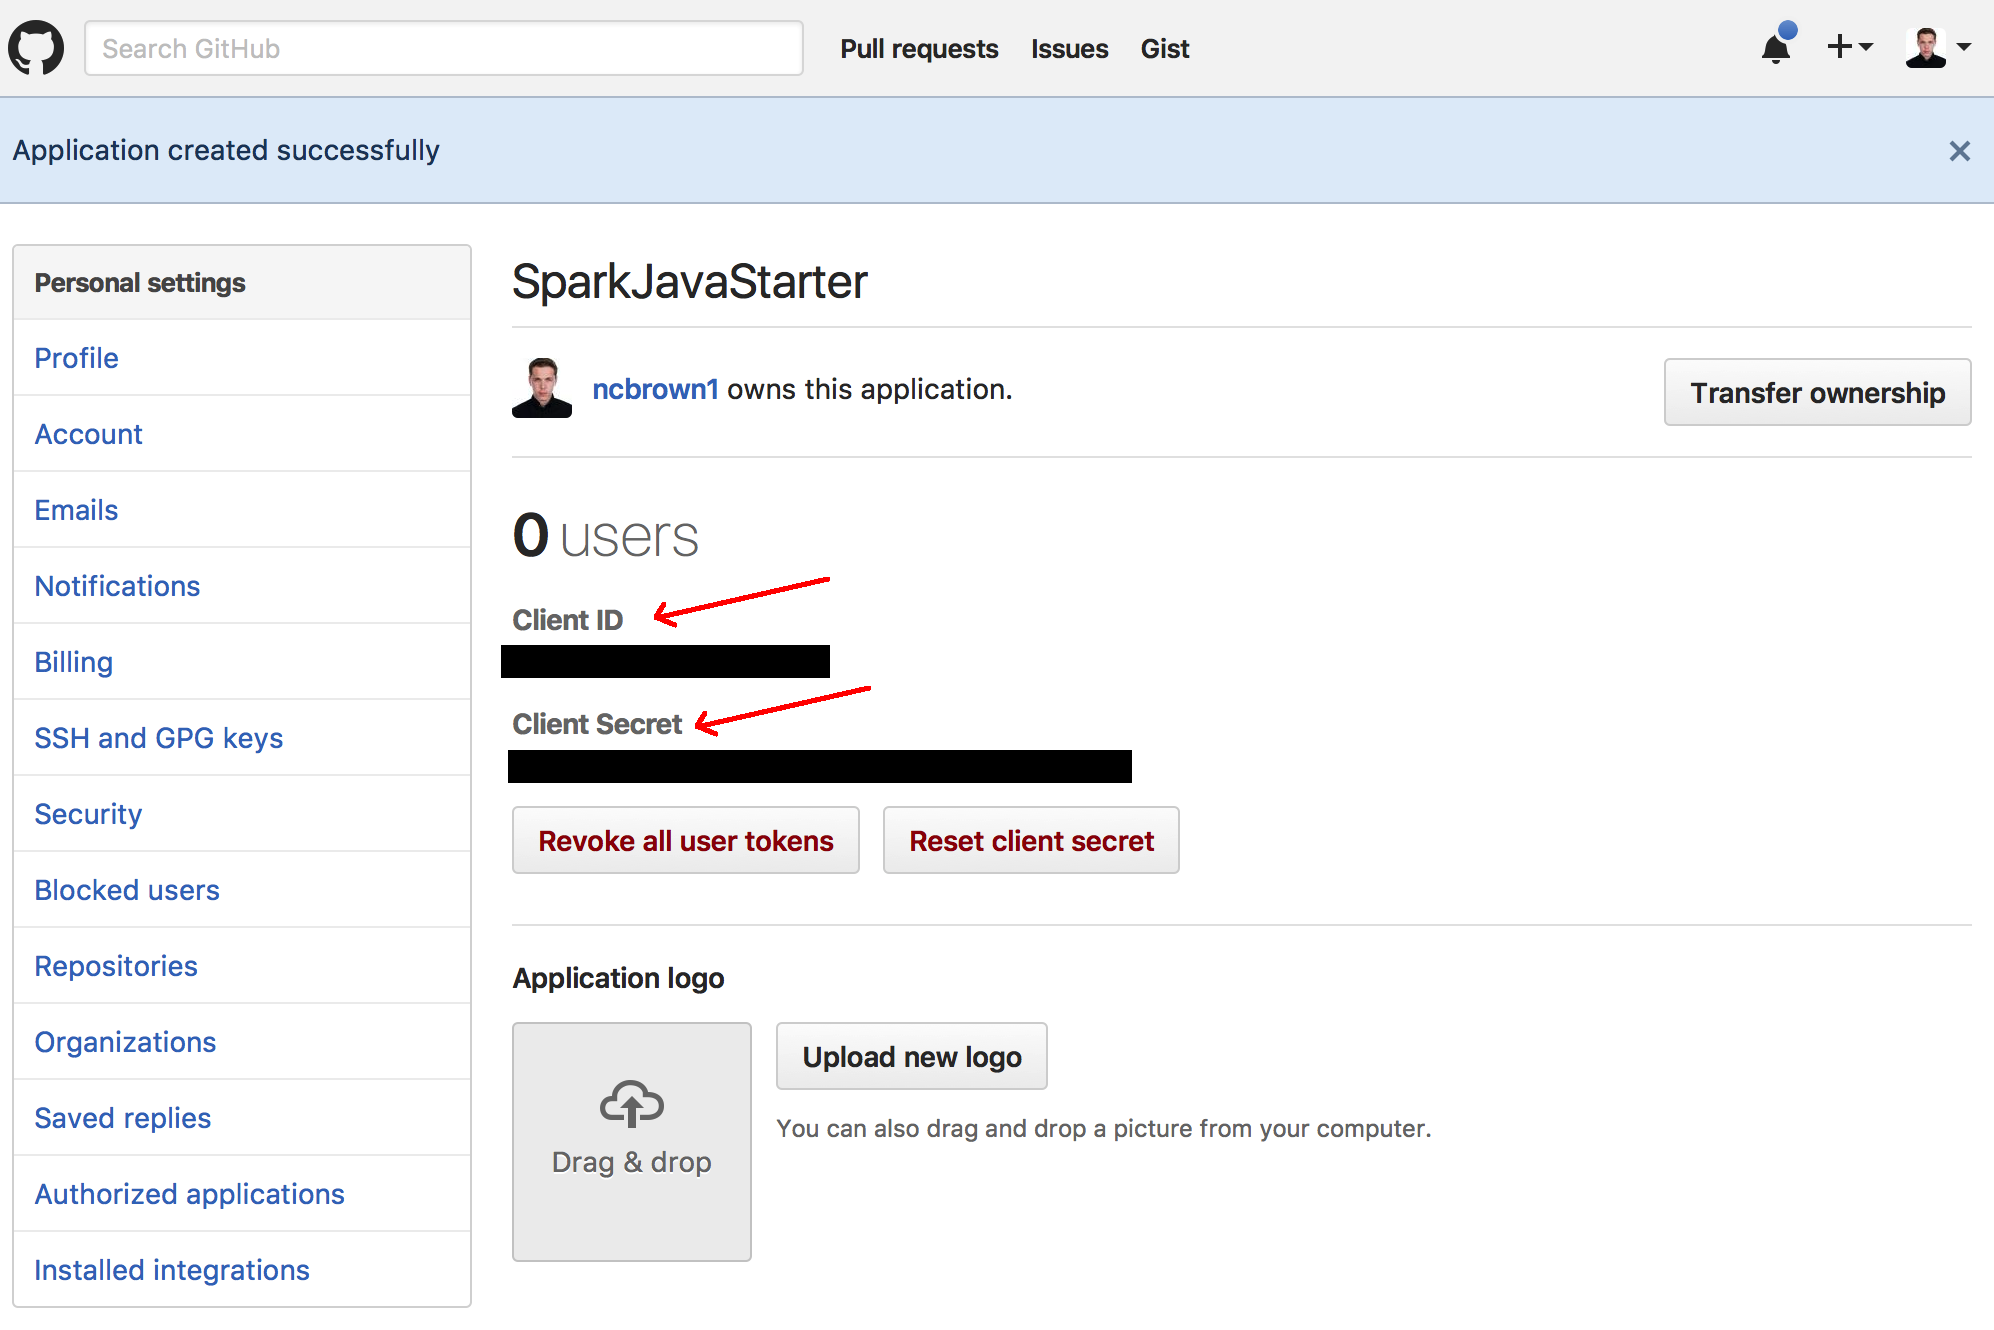 Search GitHub
Pull requests Issues Gist
Application created successfully
Personal settings
Profile
Account
Emails
Notifications
Billing
SSH and GPG keys
Security
Blocked users
Repositories
Organizations
Saved replies
Authorized applications
Installed integrations
SparkJavaStarter
ncbrown1 owns this application.
Transfer ownership
0 users
Client ID
Client Secret
Revoke all user tokens
Reset client secret
Application logo
Drag & drop
Upload new logo
You can also drag and drop a picture from your computer.